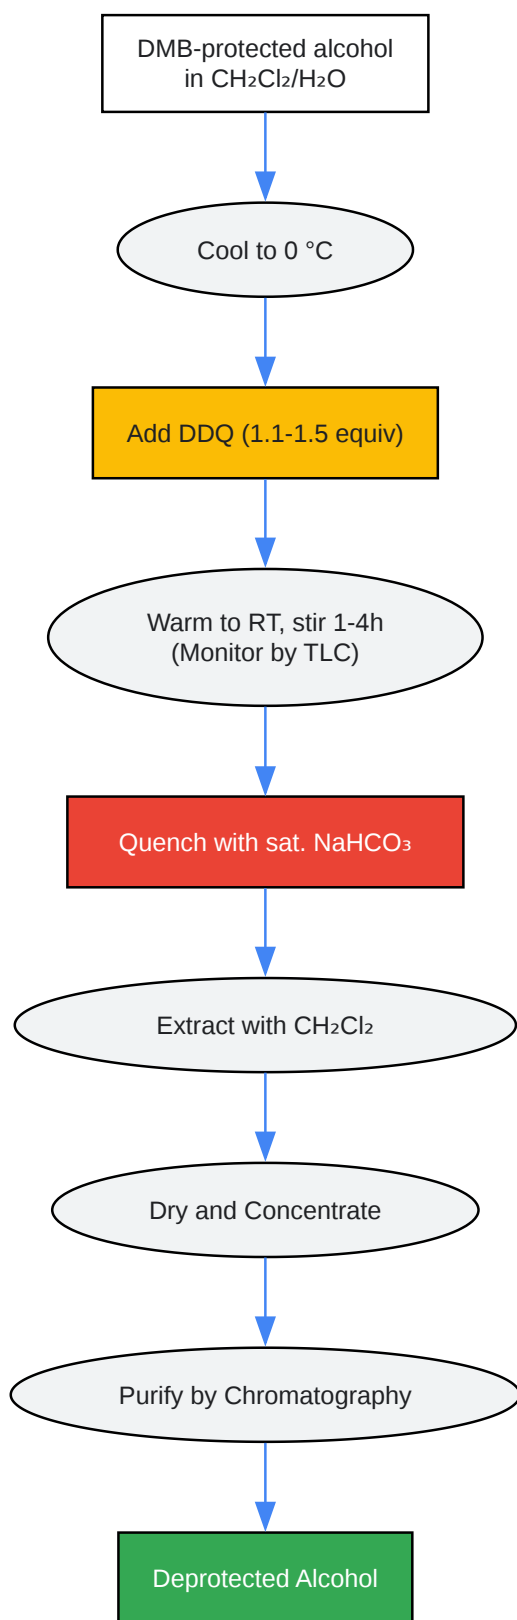 DMB-protected alcohol
in CH₂Cl₂/H₂O
Cool to 0 °C
Add DDQ (1.1-1.5 equiv)
Warm to RT, stir 1-4h
(Monitor by TLC)
Quench with sat. NaHCO₃
Extract with CH₂Cl₂
Dry and Concentrate
Purify by Chromatography
Deprotected Alcohol